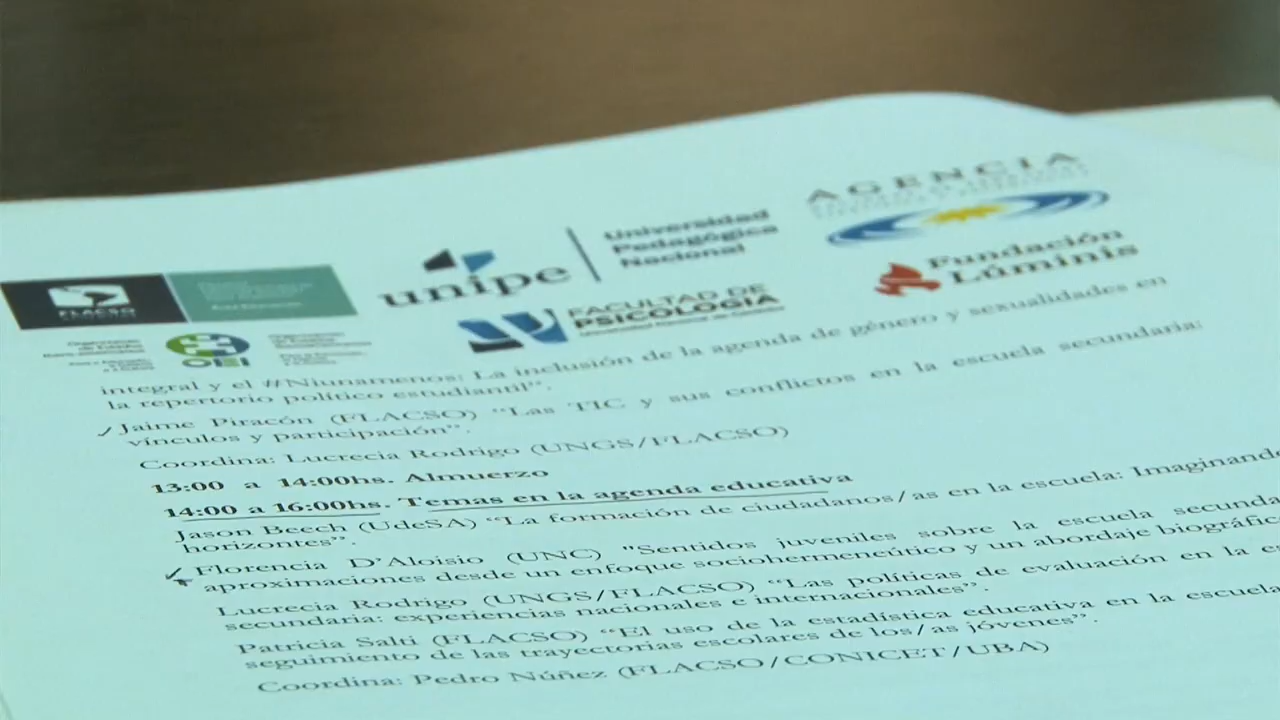 AGENCIA
unipe
Universidad
Pedagógica
Nacional
FLACSO
Fundación
Lúminis
FACULTAD DE
PSICOLOGÍA
OEI
integral y el #Niunamenos: La inclusión de la agenda de género y sexualidades en
la repertorio político estudiantil".
Jaime Piracón (FLACSO) "Las TIC y sus conflictos en la escuela secundaria:
vínculos y participación".
Coordina: Lucrecia Rodrigo (UNGS/FLACSO)
13:00 a 14:00hs. Almuerzo
14:00 a 16:00hs. Temas en la agenda educativa
Jason Beech (UdeSA) "La formación de ciudadanos/as en la escuela: Imaginando
horizontes".
Florencia D'Aloisio (UNC) "Sentidos juveniles sobre la escuela secunda
aproximaciones desde un enfoque sociohermenéutico y un abordaje biográfic
Lucrecia Rodrigo (UNGS/FLACSO) "Las políticas de evaluación en la e
secundaria: experiencias nacionales e internacionales".
Patricia Salti (FLACSO) "El uso de la estadística educativa en la escuela
seguimiento de las trayectorias escolares de los/as jóvenes".
Coordina: Pedro Núñez (FLACSO/CONICET/UBA)